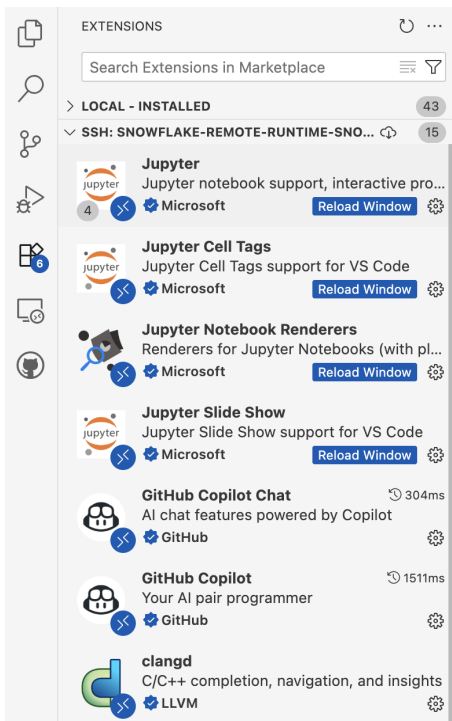 EXTENSIONS
Search Extensions in Marketplace
LOCAL - INSTALLED 43
SSH: SNOWFLAKE-REMOTE-RUNTIME-SNO... 15
Jupyter
jupyter
Jupyter notebook support, interactive pro...
4
Microsoft Reload Window
6
Jupyter Cell Tags
jupyter
Jupyter Cell Tags support for VS Code
Microsoft Reload Window
Jupyter Notebook Renderers
Renderers for Jupyter Notebooks (with pl...
Microsoft Reload Window
Jupyter Slide Show
jupyter
Jupyter Slide Show support for VS Code
Microsoft Reload Window
GitHub Copilot Chat 304ms
AI chat features powered by Copilot
GitHub
GitHub Copilot 1511ms
Your AI pair programmer
GitHub
clangd
C/C++ completion, navigation, and insights
LLVM